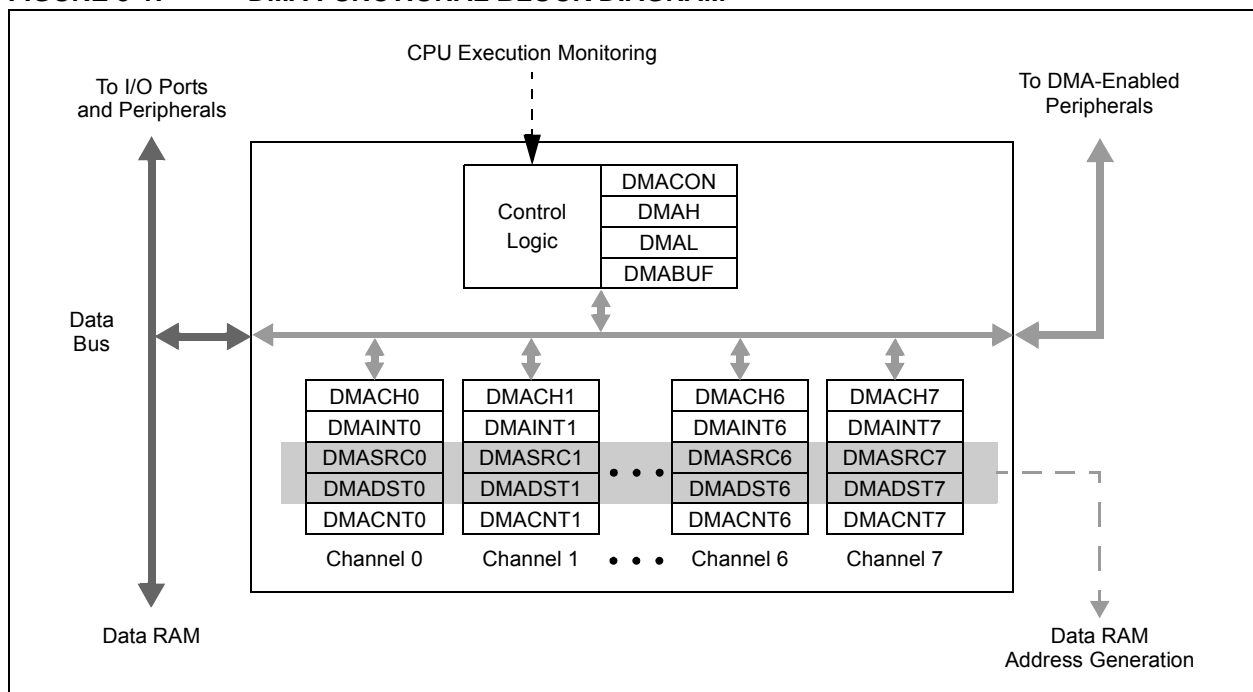 CPU Execution Monitoring
To I/O Ports
and Peripherals
To DMA-Enabled
Peripherals
Control
Logic
DMACON
DMAH
DMAL
DMABUF
Data
Bus
DMACH0 DMACH1 DMACH6 DMACH7
DMAINT0 DMAINT1 DMAINT6 DMAINT7
DMASRC0 DMASRC1 • • • DMASRC6 DMASRC7
DMADST0 DMADST1 DMADST6 DMADST7
DMACNT0 DMACNT1 DMACNT6 DMACNT7
Channel 0 Channel 1 • • • Channel 6 Channel 7
Data RAM
Data RAM
Address Generation